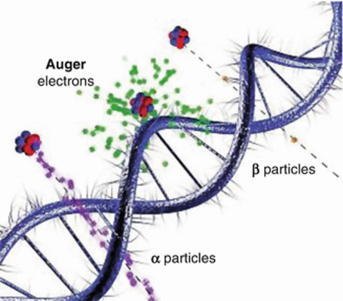 Auger
electrons
β particles
α particles